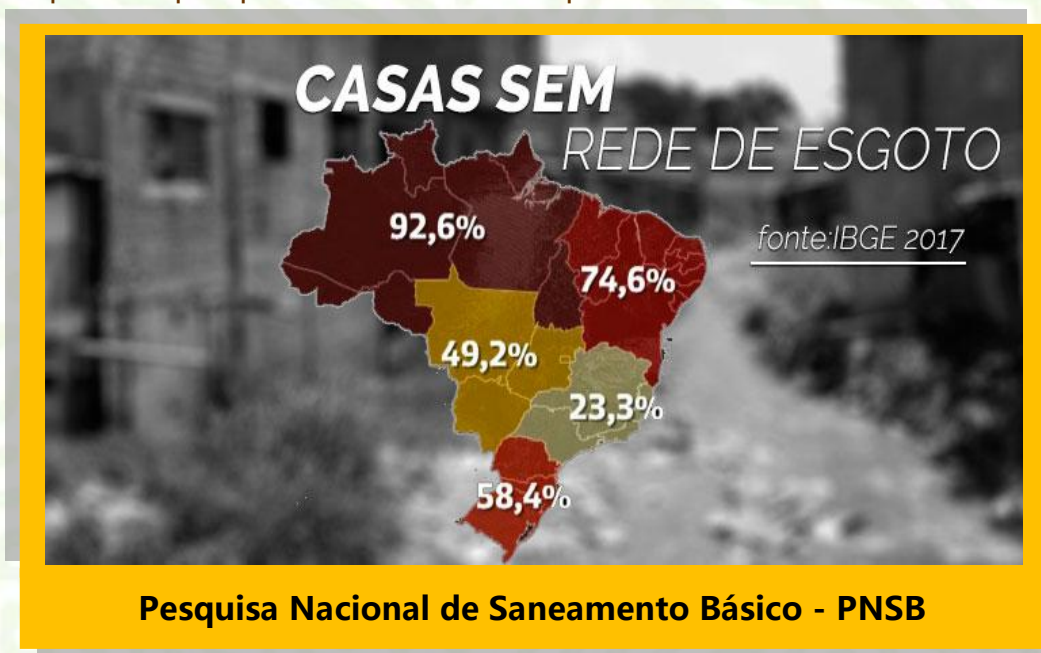 CASAS SEM
REDE DE ESGOTO
fonte:IBGE 2017
92,6%
74,6%
49,2%
23,3%
58,4%
Pesquisa Nacional de Saneamento Básico - PNSB